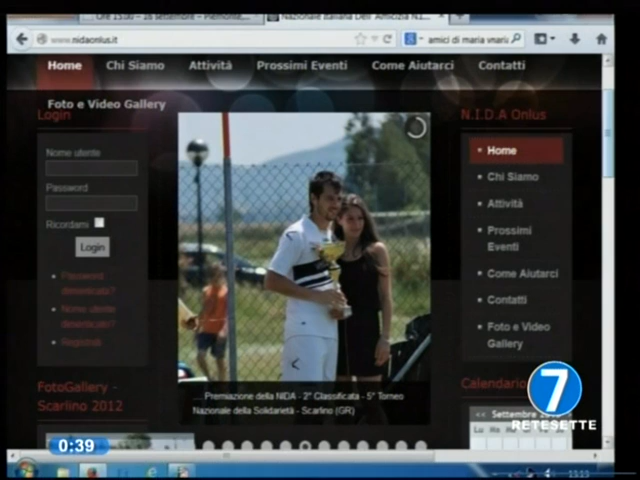 Ore 15:00 - 16 settembre - Piemonte
Nazionale Italiana Dell' Amicizia
www.nidaonlus.it
amici di maria
Home
Chi Siamo
Attività
Prossimi Eventi
Come Aiutarci
Contatti
Foto e Video Gallery
Login
Nome utente
Password
Ricordami
Login
Password dimenticata?
Nome utente dimenticato?
Registrati
FotoGallery -
Scarlino 2012
.... Premiazione della NIDA - 2° Classificata - 5° Torneo
Nazionale della Solidarietà - Scarlino (GR)
N.I.D.A Onlus
Home
Chi Siamo
Attività
Prossimi
Eventi
Come Aiutarci
Contatti
Foto e Video
Gallery
Calendario
<< Settembre
Lu Ma
7
RETESETTE
0:39